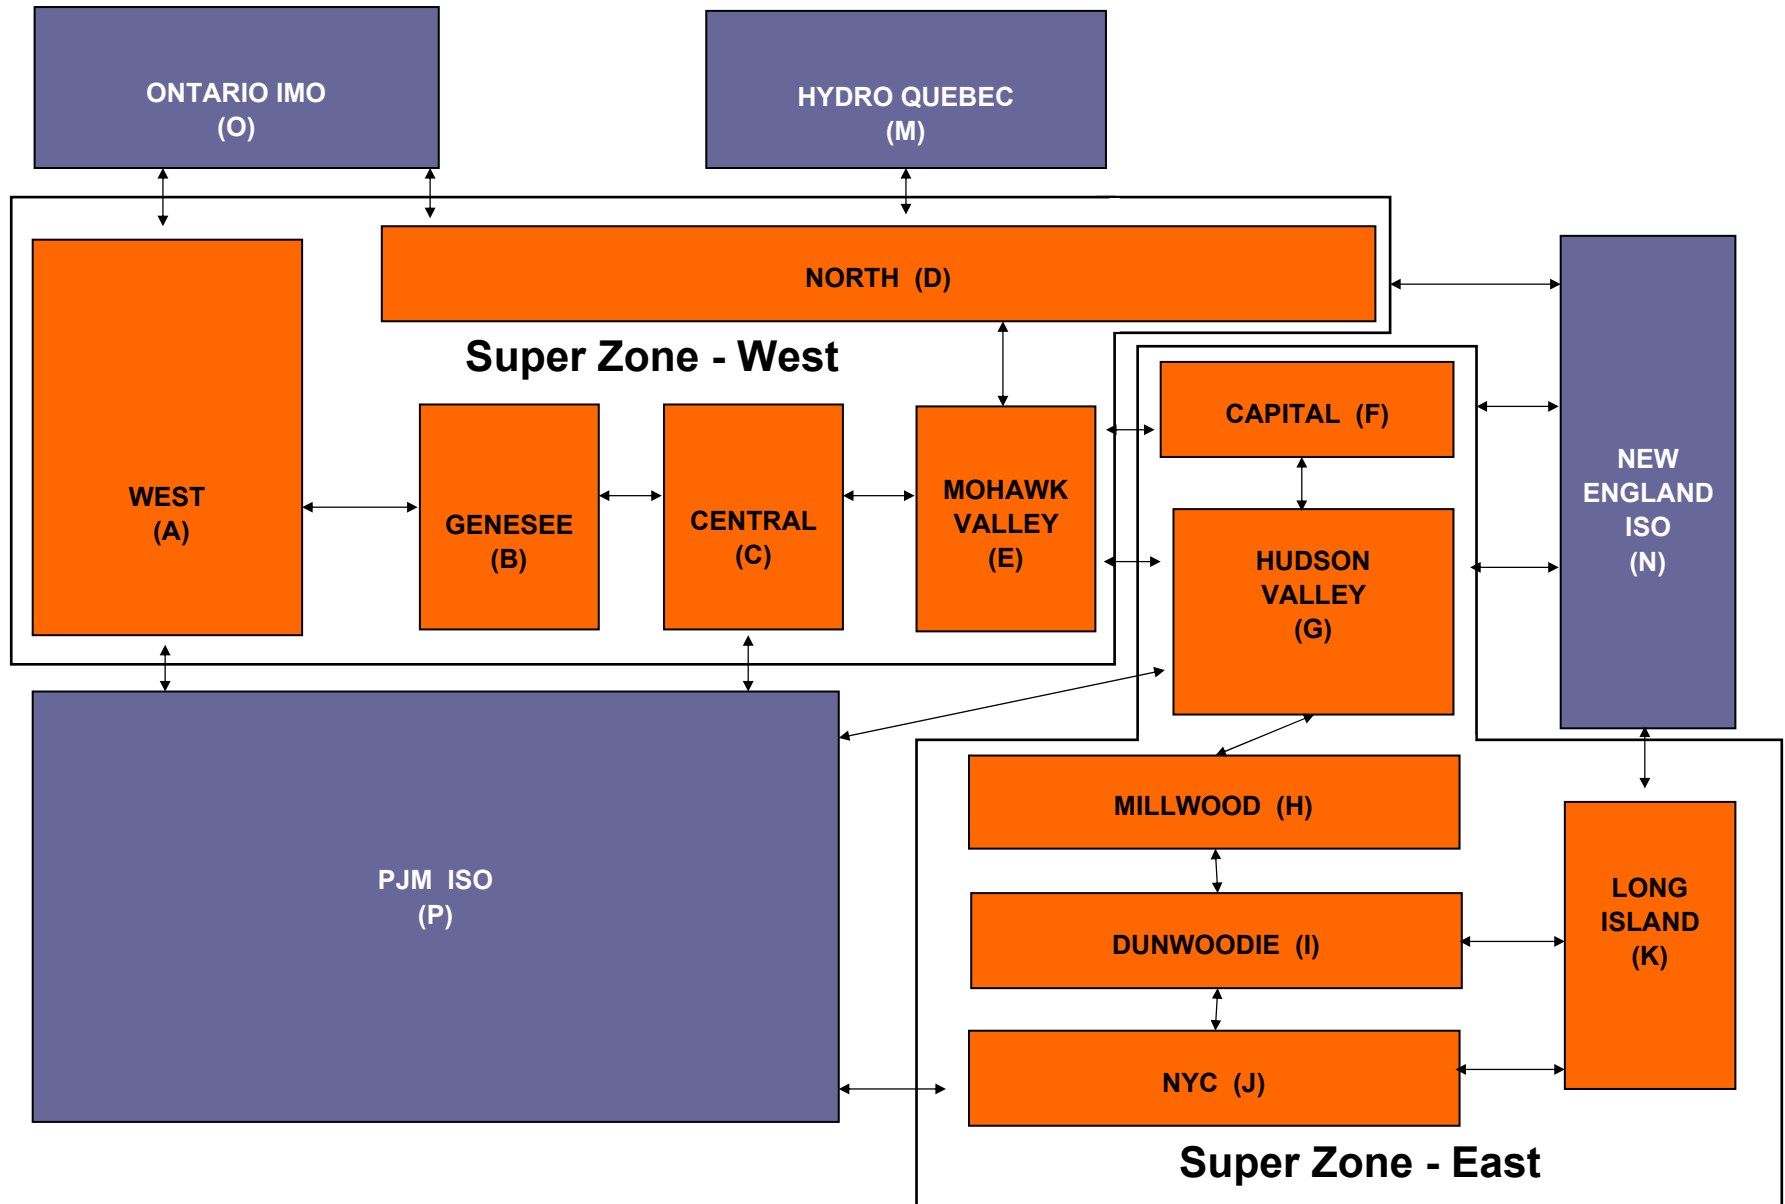 ONTARIO IMO
(O)
HYDRO QUEBEC
(M)
NORTH (D)
Super Zone - West
WEST
(A)
GENESEE
(B)
CENTRAL
(C)
MOHAWK
VALLEY
(E)
CAPITAL (F)
HUDSON
VALLEY
(G)
NEW
ENGLAND
ISO
(N)
PJM ISO
(P)
MILLWOOD (H)
DUNWOODIE (I)
NYC (J)
LONG
ISLAND
(K)
Super Zone - East